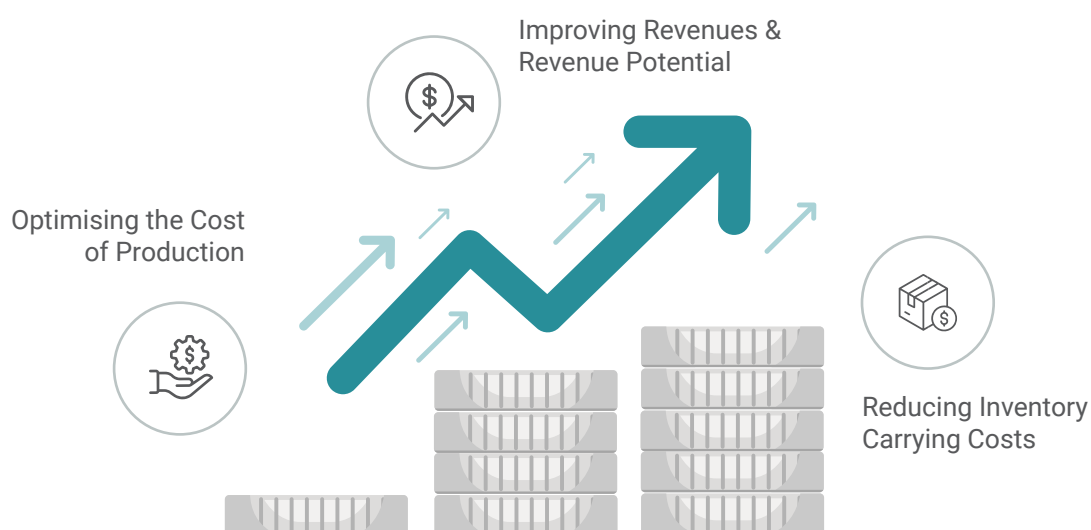 Improving Revenues &
Revenue Potential
$
Optimising the Cost
of Production
$
$
Reducing Inventory
Carrying Costs